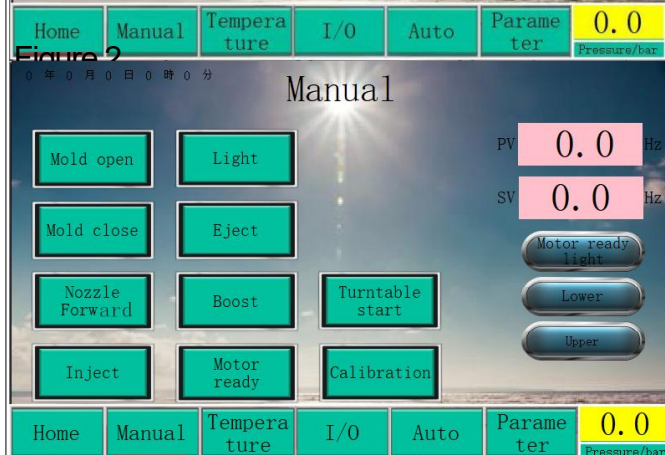 Home Manual Tempera I/O Auto Parame 0.0
ture ter Pressure/bar
Figure 2
0 年 0 月 0 日 0 時 0 分
Manual
Mold open Light PV 0.0 Hz
Mold close Eject SV 0.0 Hz
Motor ready
light
Nozzle Boost Turntable Lower
Forward start
Upper
Inject Motor Calibration
ready
Home Manual Tempera I/O Auto Parame 0.0
ture ter Pressure/bar